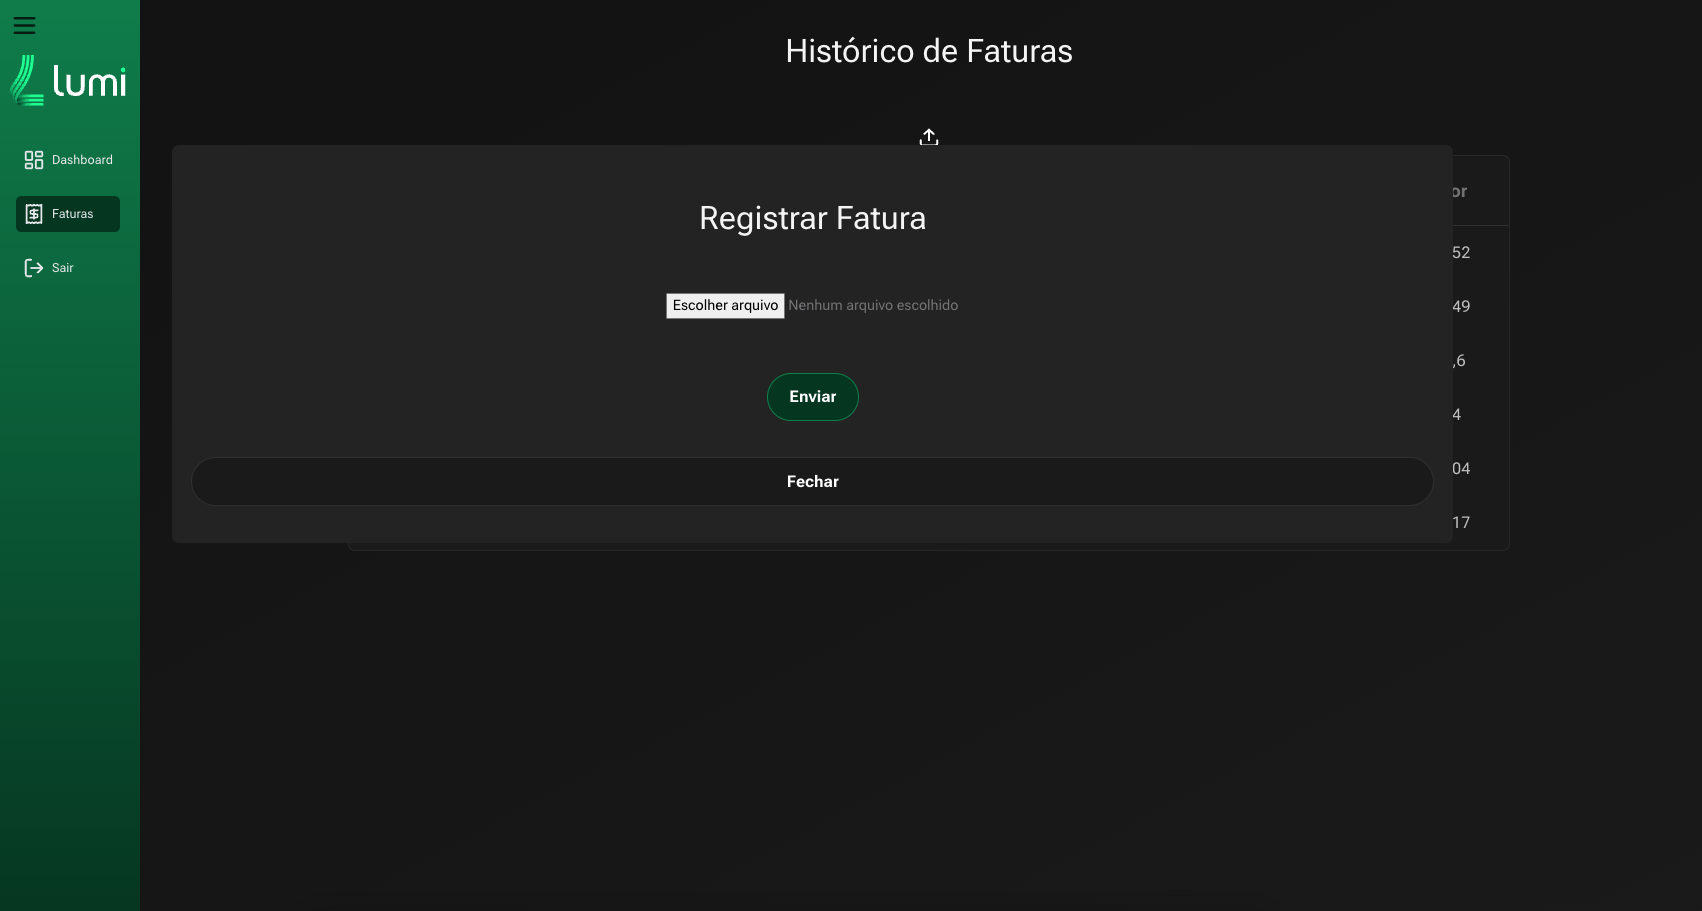 lumi
Dashboard
Faturas
Sair
Histórico de Faturas
Registrar Fatura
Escolher arquivo Nenhum arquivo escolhido
Enviar
Fechar
or
52
49
,6
4
04
17